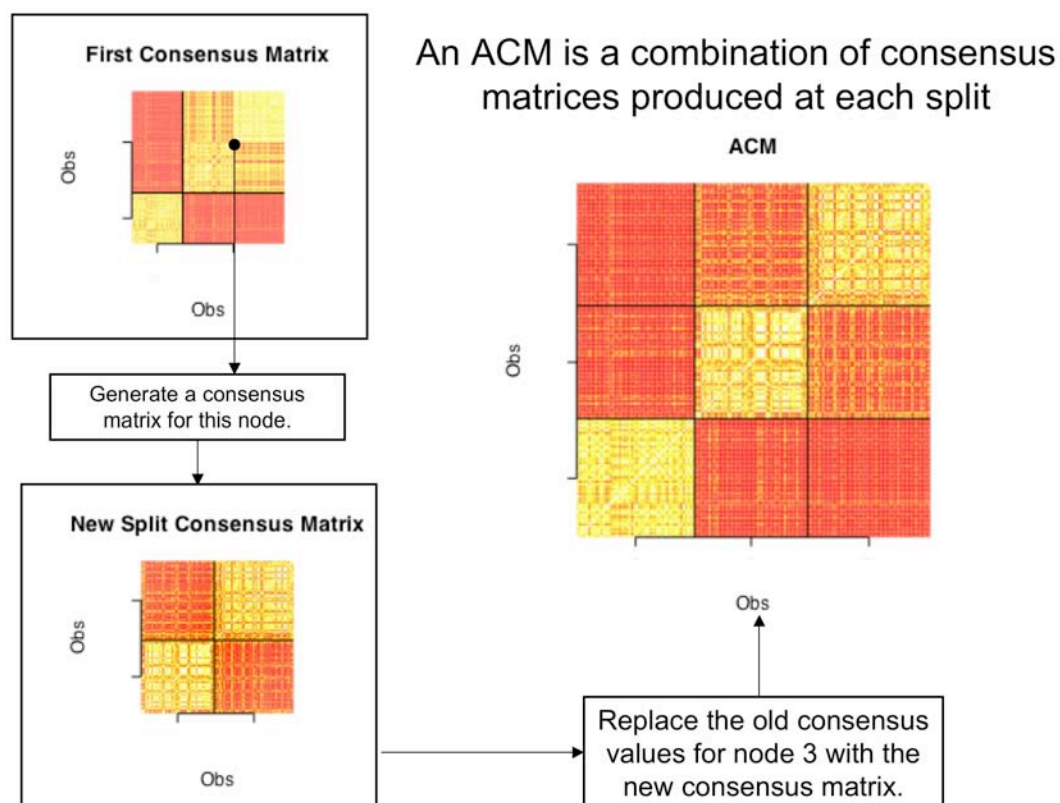 First Consensus Matrix
Obs
Obs
Generate a consensus
matrix for this node.
New Split Consensus Matrix
Obs
Obs
An ACM is a combination of consensus
matrices produced at each split
ACM
Obs
Obs
Replace the old consensus
values for node 3 with the
new consensus matrix.